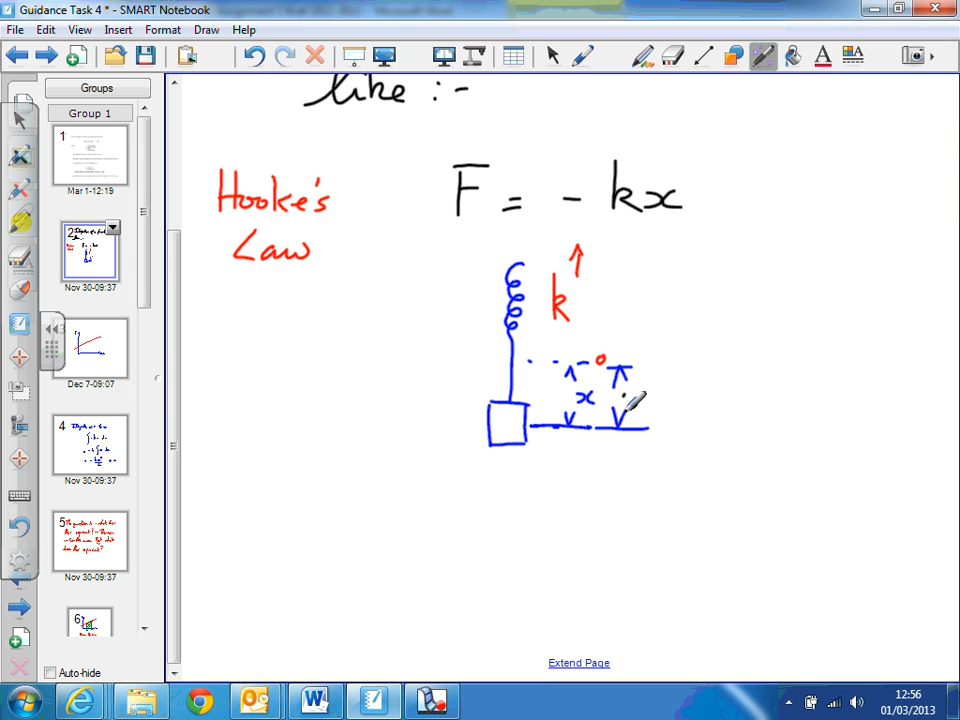 Guidance Task 4 * - SMART Notebook
File Edit View Insert Format Draw Help
Groups
Group 1
1
Mar 1-12:19
2
Nov 30-09:37
Dec 7-09:07
4
Nov 30-09:37
5
Nov 30-09:37
6
Auto-hide
like :-
Hooke's
Law
F = - kx
k
o
x
Extend Page
12:56
01/03/2013